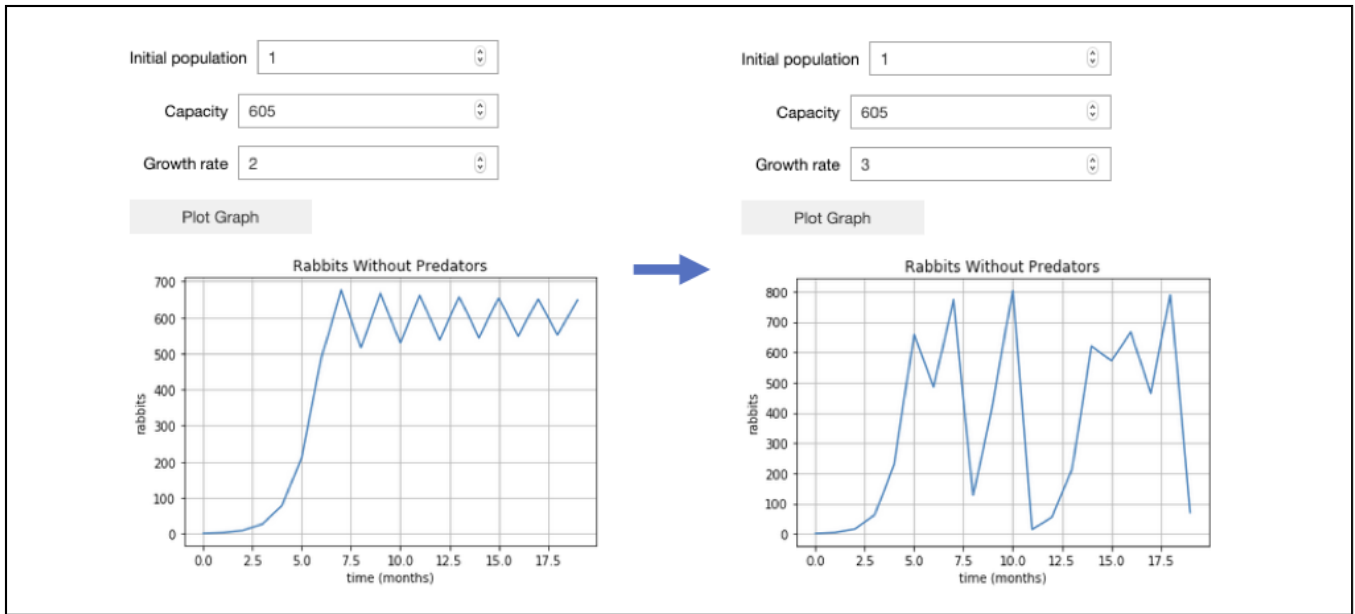 Initial population 1
Capacity 605
Growth rate 2
Plot Graph
Rabbits Without Predators
700
600
500
400
300
200
100
0
rabbits
0.0 2.5 5.0 7.5 10.0 12.5 15.0 17.5
time (months)
Initial population 1
Capacity 605
Growth rate 3
Plot Graph
Rabbits Without Predators
800
700
600
500
400
300
200
100
0
rabbits
0.0 2.5 5.0 7.5 10.0 12.5 15.0 17.5
time (months)